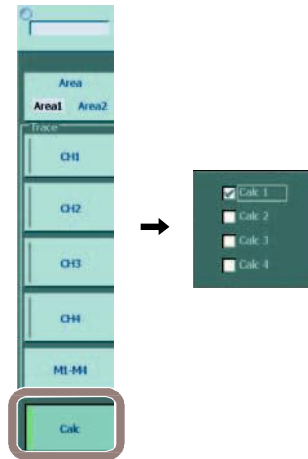 Area
Area1 Area2
Trace
CH1
CH2
CH3
CH4
M1-M4
Calc
Calc 1
Calc 2
Calc 3
Calc 4